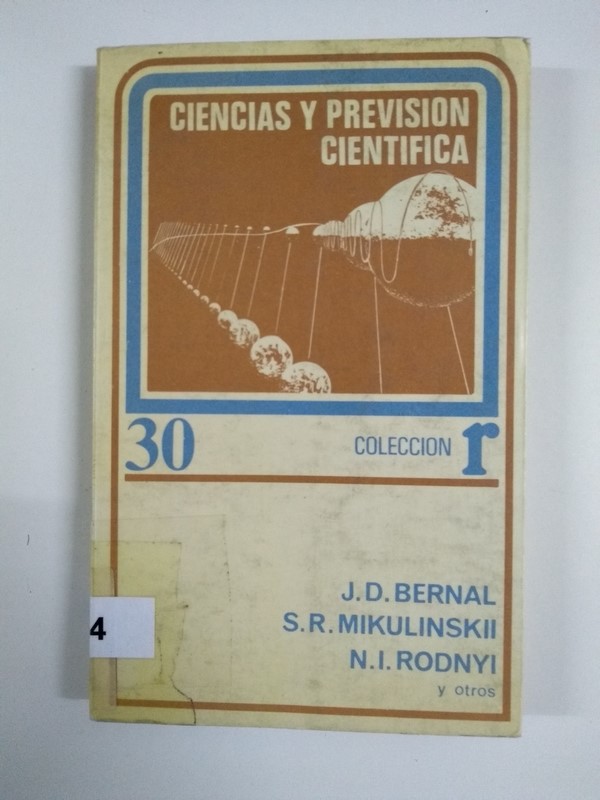 CIENCIAS Y PREVISION
CIENTIFICA
30
COLECCION r
J.D. BERNAL
S.R. MIKULINSKII
N.I. RODNYI
y otros
4